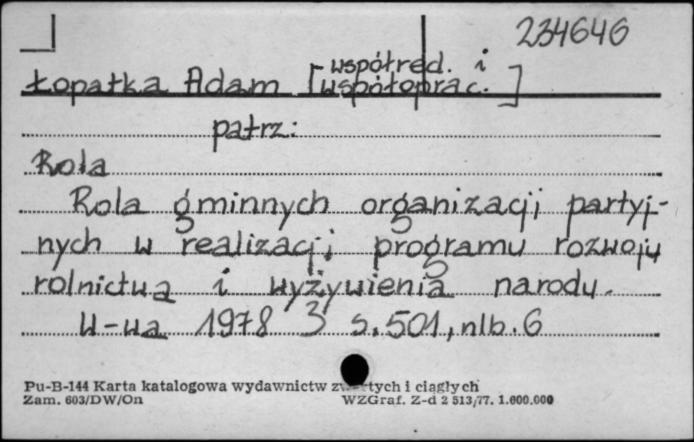 234646
Łopatka Adam [współred. i
współoprac.]
patrz:
Rola
Rola gminnych organizacji partyj-
nych w realizacji programu rozwoju
rolnictwa i wyżywienia narodu.
W-wa 1978 3 s. 501, nlb. 6
Pu-B-144 Karta katalogowa wydawnictw zwartych i ciągłych
Zam. 603/DW/On WZGraf. Z-d 2 513/77. 1.000.000